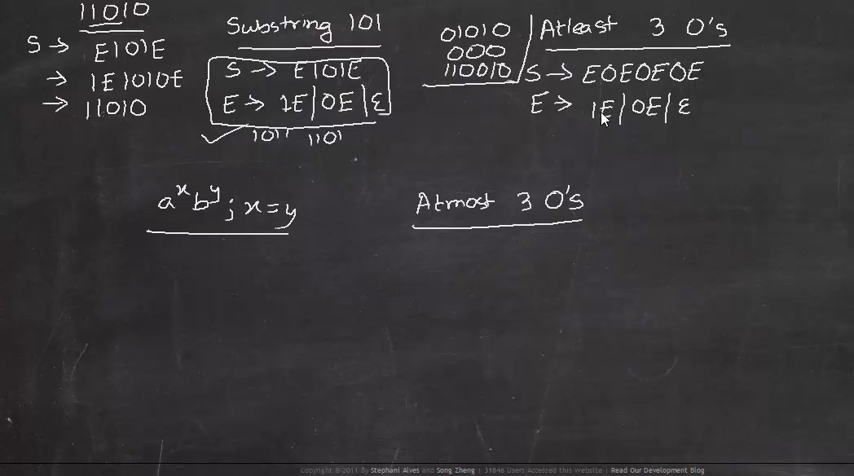 11010
S → E101E
→ 1E1010E
→ 11010
Substring 101
S → E101E
E → 1E|0E|ε
1011 1101
01010
000
110010
Atleast 3 0's
S → E0E0E0E
E → 1E|0E|ε
aˣbʸ; x=y
Atmost 3 0's
Copyright © 2011 By Stephani Alves and Song Zheng | 31846 Users Accessed this Website | Read Our Development Blog